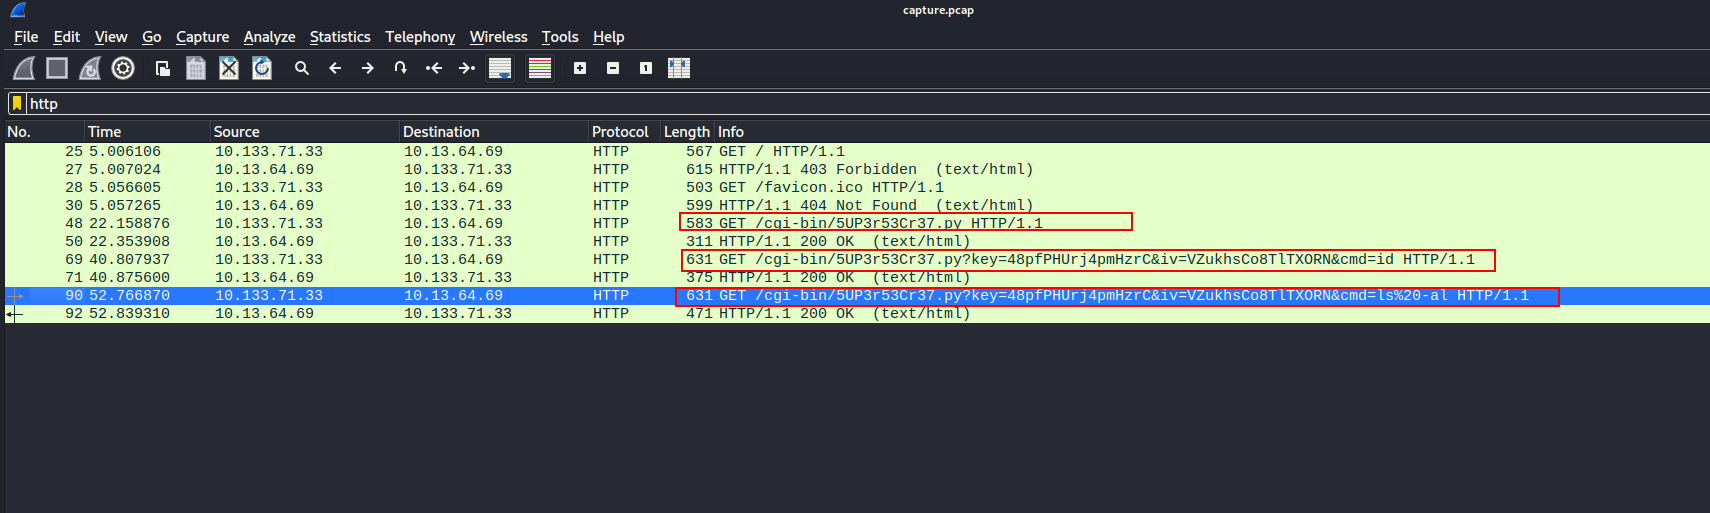 capture.pcap
File Edit View Go Capture Analyze Statistics Telephony Wireless Tools Help
http
No. Time Source Destination Protocol Length Info
25 5.006106 10.133.71.33 10.13.64.69 HTTP 567 GET / HTTP/1.1
27 5.007024 10.13.64.69 10.133.71.33 HTTP 615 HTTP/1.1 403 Forbidden (text/html)
28 5.056605 10.133.71.33 10.13.64.69 HTTP 503 GET /favicon.ico HTTP/1.1
30 5.057265 10.13.64.69 10.133.71.33 HTTP 599 HTTP/1.1 404 Not Found (text/html)
48 22.158876 10.133.71.33 10.13.64.69 HTTP 583 GET /cgi-bin/5UP3r53Cr37.py HTTP/1.1
50 22.353908 10.13.64.69 10.133.71.33 HTTP 311 HTTP/1.1 200 OK (text/html)
69 40.807937 10.133.71.33 10.13.64.69 HTTP 631 GET /cgi-bin/5UP3r53Cr37.py?key=48pfPHUrj4pmHzrC&iv=VZukhsCo8TlTXORN&cmd=id HTTP/1.1
71 40.875600 10.13.64.69 10.133.71.33 HTTP 375 HTTP/1.1 200 OK (text/html)
90 52.766870 10.133.71.33 10.13.64.69 HTTP 631 GET /cgi-bin/5UP3r53Cr37.py?key=48pfPHUrj4pmHzrC&iv=VZukhsCo8TlTXORN&cmd=ls%20-al HTTP/1.1
92 52.839310 10.13.64.69 10.133.71.33 HTTP 471 HTTP/1.1 200 OK (text/html)